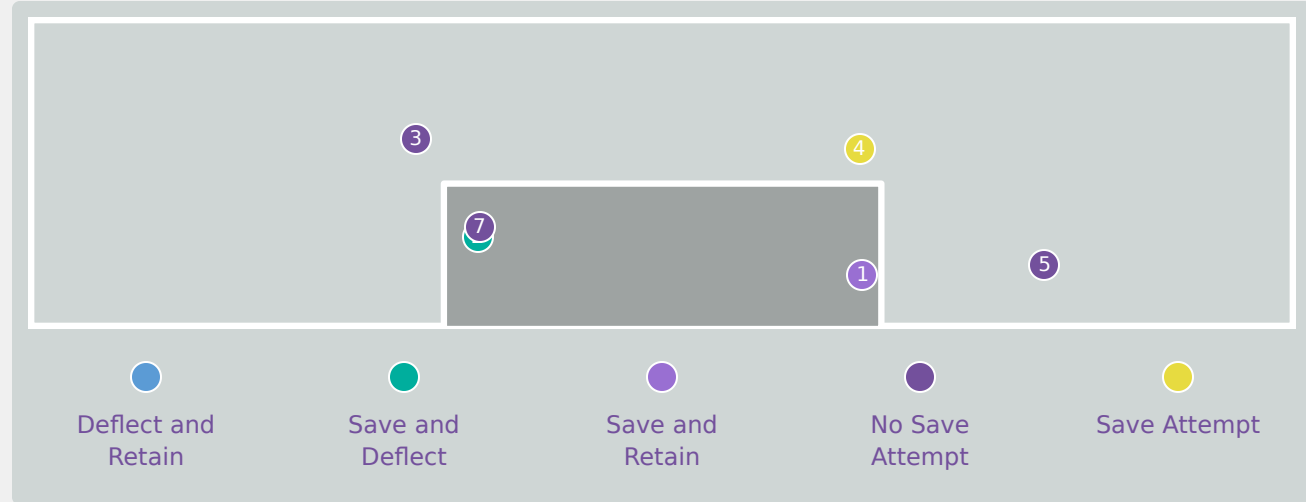 3
4
7
1
5
Deflect and
Retain
Save and
Deflect
Save and
Retain
No Save
Attempt
Save Attempt